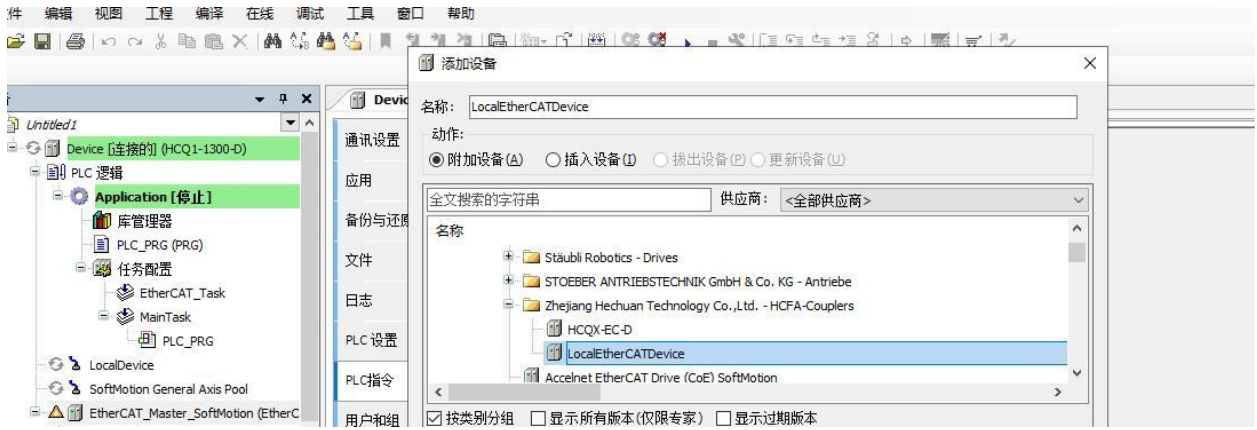 件 编辑 视图 工程 编译 在线 调试 工具 窗口 帮助
添加设备
Untitled1
Device [连接的] (HCQ1-1300-D)
PLC 逻辑
Application [停止]
库管理器
PLC_PRG (PRG)
任务配置
EtherCAT_Task
MainTask
PLC_PRG
LocalDevice
SoftMotion General Axis Pool
EtherCAT_Master_SoftMotion (EtherC
Devic
通讯设置
应用
备份与还原
文件
日志
PLC 设置
PLC指令
用户和组
名称: LocalEtherCATDevice
动作:
附加设备(A) 插入设备(I) 拔出设备(P) 更新设备(U)
全文搜索的字符串 供应商: <全部供应商>
名称
Stäubli Robotics - Drives
STOEBER ANTRIEBSTECHNIK GmbH & Co. KG - Antriebe
Zhejiang Hechuan Technology Co.,Ltd. - HCFA-Couplers
HCQX-EC-D
LocalEtherCATDevice
Accelnet EtherCAT Drive (CoE) SoftMotion
按类别分组 显示所有版本(仅限专家) 显示过期版本